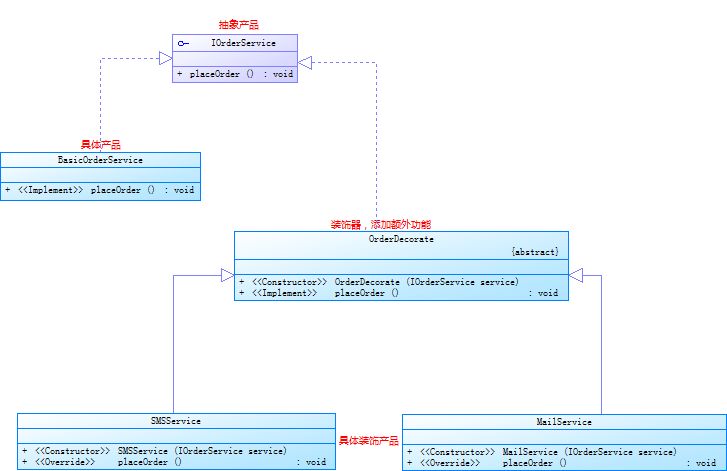 抽象产品
IOrderService
+ placeOrder () : void
具体产品
BasicOrderService
+ <<Implement>> placeOrder () : void
装饰器，添加额外功能
OrderDecorate
{abstract}
+ <<Constructor>> OrderDecorate (IOrderService service)
+ <<Implement>> placeOrder () : void
SMSService
+ <<Constructor>> SMSService (IOrderService service)
+ <<Override>> placeOrder () : void
具体装饰产品
MailService
+ <<Constructor>> MailService (IOrderService service)
+ <<Override>> placeOrder () : void